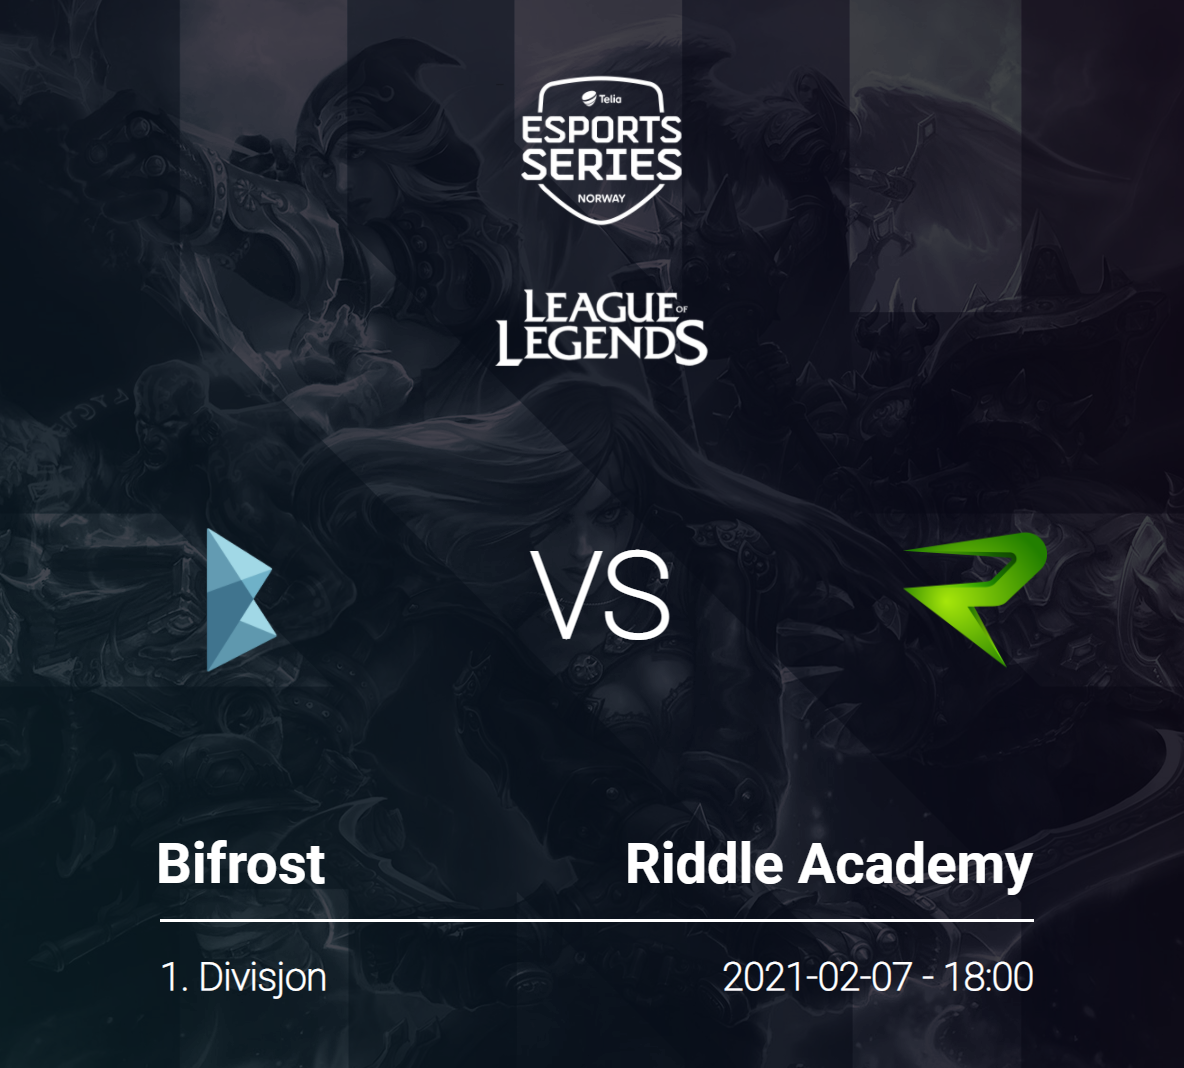 Telia
ESPORTS
SERIES
NORWAY
LEAGUE OF
LEGENDS
VS
Bifrost
Riddle Academy
1. Divisjon
2021-02-07 - 18:00